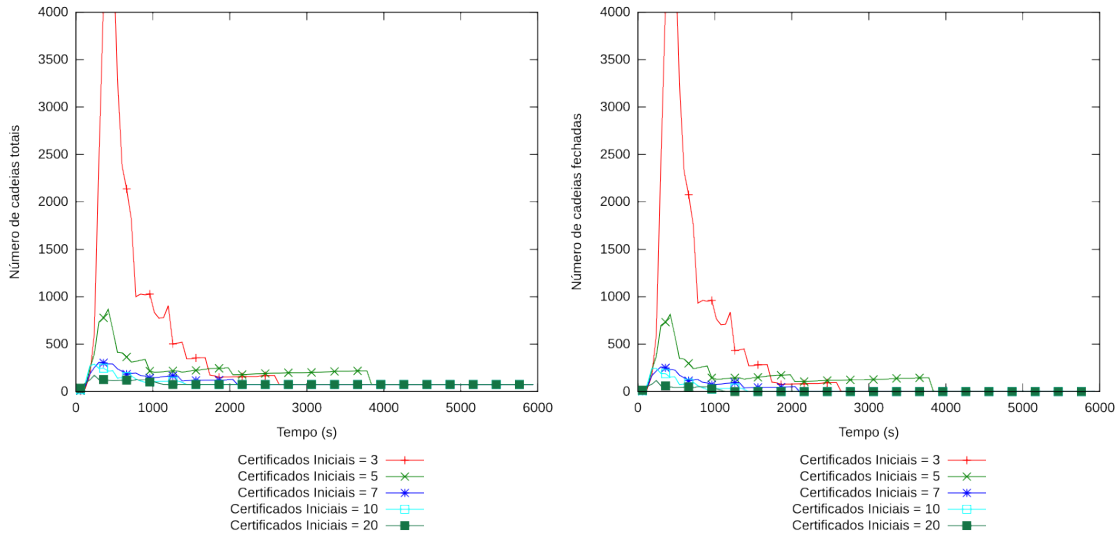 4000
3500
3000
2500
2000
1500
1000
500
0
Número de cadeias totais
0 1000 2000 3000 4000 5000 6000
Tempo (s)
Certificados Iniciais = 3
Certificados Iniciais = 5
Certificados Iniciais = 7
Certificados Iniciais = 10
Certificados Iniciais = 20
4000
3500
3000
2500
2000
1500
1000
500
0
Número de cadeias fechadas
0 1000 2000 3000 4000 5000 6000
Tempo (s)
Certificados Iniciais = 3
Certificados Iniciais = 5
Certificados Iniciais = 7
Certificados Iniciais = 10
Certificados Iniciais = 20